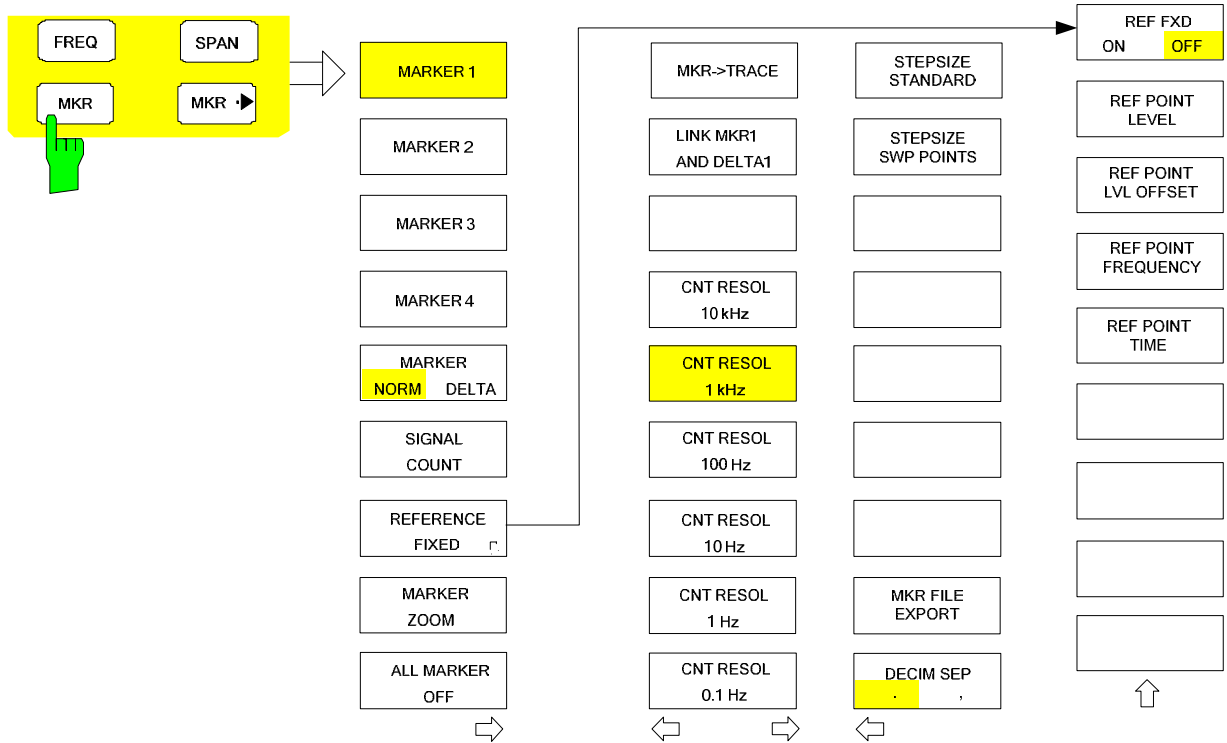 FREQ
SPAN
MKR
MKR
MARKER 1
MARKER 2
MARKER 3
MARKER 4
MARKER
NORM DELTA
SIGNAL
COUNT
REFERENCE
FIXED
MARKER
ZOOM
ALL MARKER
OFF
MKR->TRACE
LINK MKR1
AND DELTA1
CNT RESOL
10 kHz
CNT RESOL
1 kHz
CNT RESOL
100 Hz
CNT RESOL
10 Hz
CNT RESOL
1 Hz
CNT RESOL
0.1 Hz
STEPSIZE
STANDARD
STEPSIZE
SWP POINTS
MKR FILE
EXPORT
DECIM SEP
. ,
REF FXD
ON OFF
REF POINT
LEVEL
REF POINT
LVL OFFSET
REF POINT
FREQUENCY
REF POINT
TIME